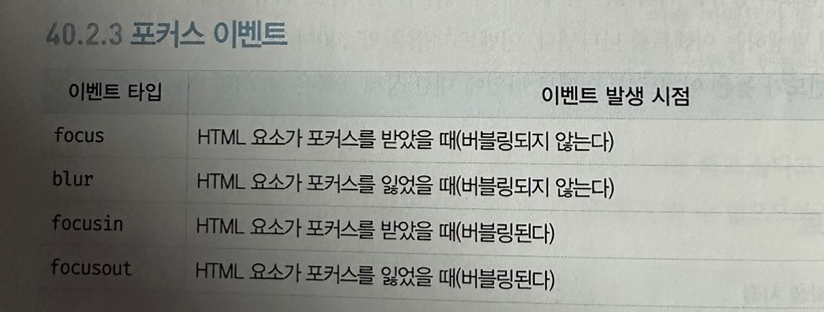 40.2.3 포커스 이벤트
이벤트 타입 이벤트 발생 시점
focus HTML 요소가 포커스를 받았을 때(버블링되지 않는다)
blur HTML 요소가 포커스를 잃었을 때(버블링되지 않는다)
focusin HTML 요소가 포커스를 받았을 때(버블링된다)
focusout HTML 요소가 포커스를 잃었을 때(버블링된다)